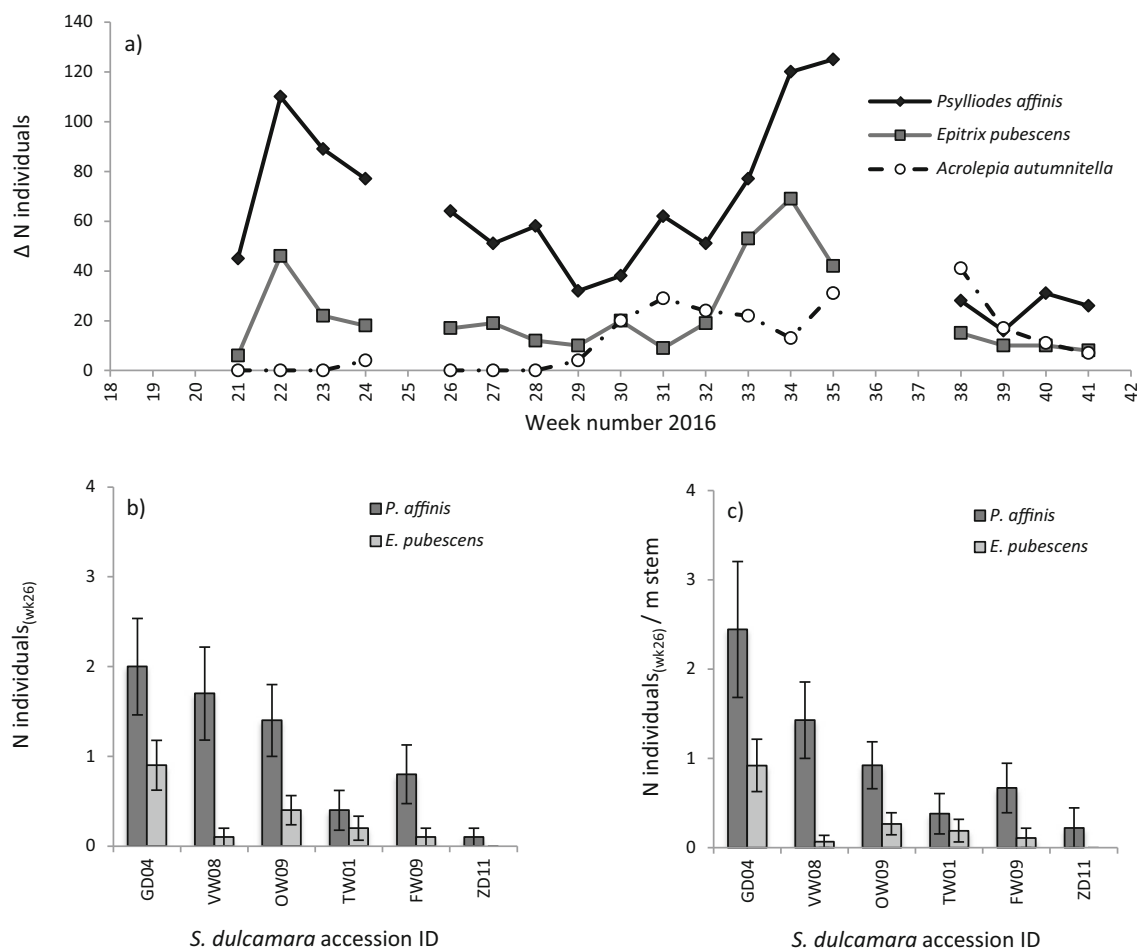 a)
140
120
100
80
60
40
20
0
Δ N individuals
Psylliodes affinis
Epitrix pubescens
Acrolepia autumnitella
18 19 20 21 22 23 24 25 26 27 28 29 30 31 32 33 34 35 36 37 38 39 40 41 42
Week number 2016
b)
4
3
2
1
0
N individuals(wk26)
P. affinis
E. pubescens
GD04 VW08 OW09 TW01 FW09 ZD11
S. dulcamara accession ID
c)
4
3
2
1
0
N individuals(wk26) / m stem
P. affinis
E. pubescens
GD04 VW08 OW09 TW01 FW09 ZD11
S. dulcamara accession ID